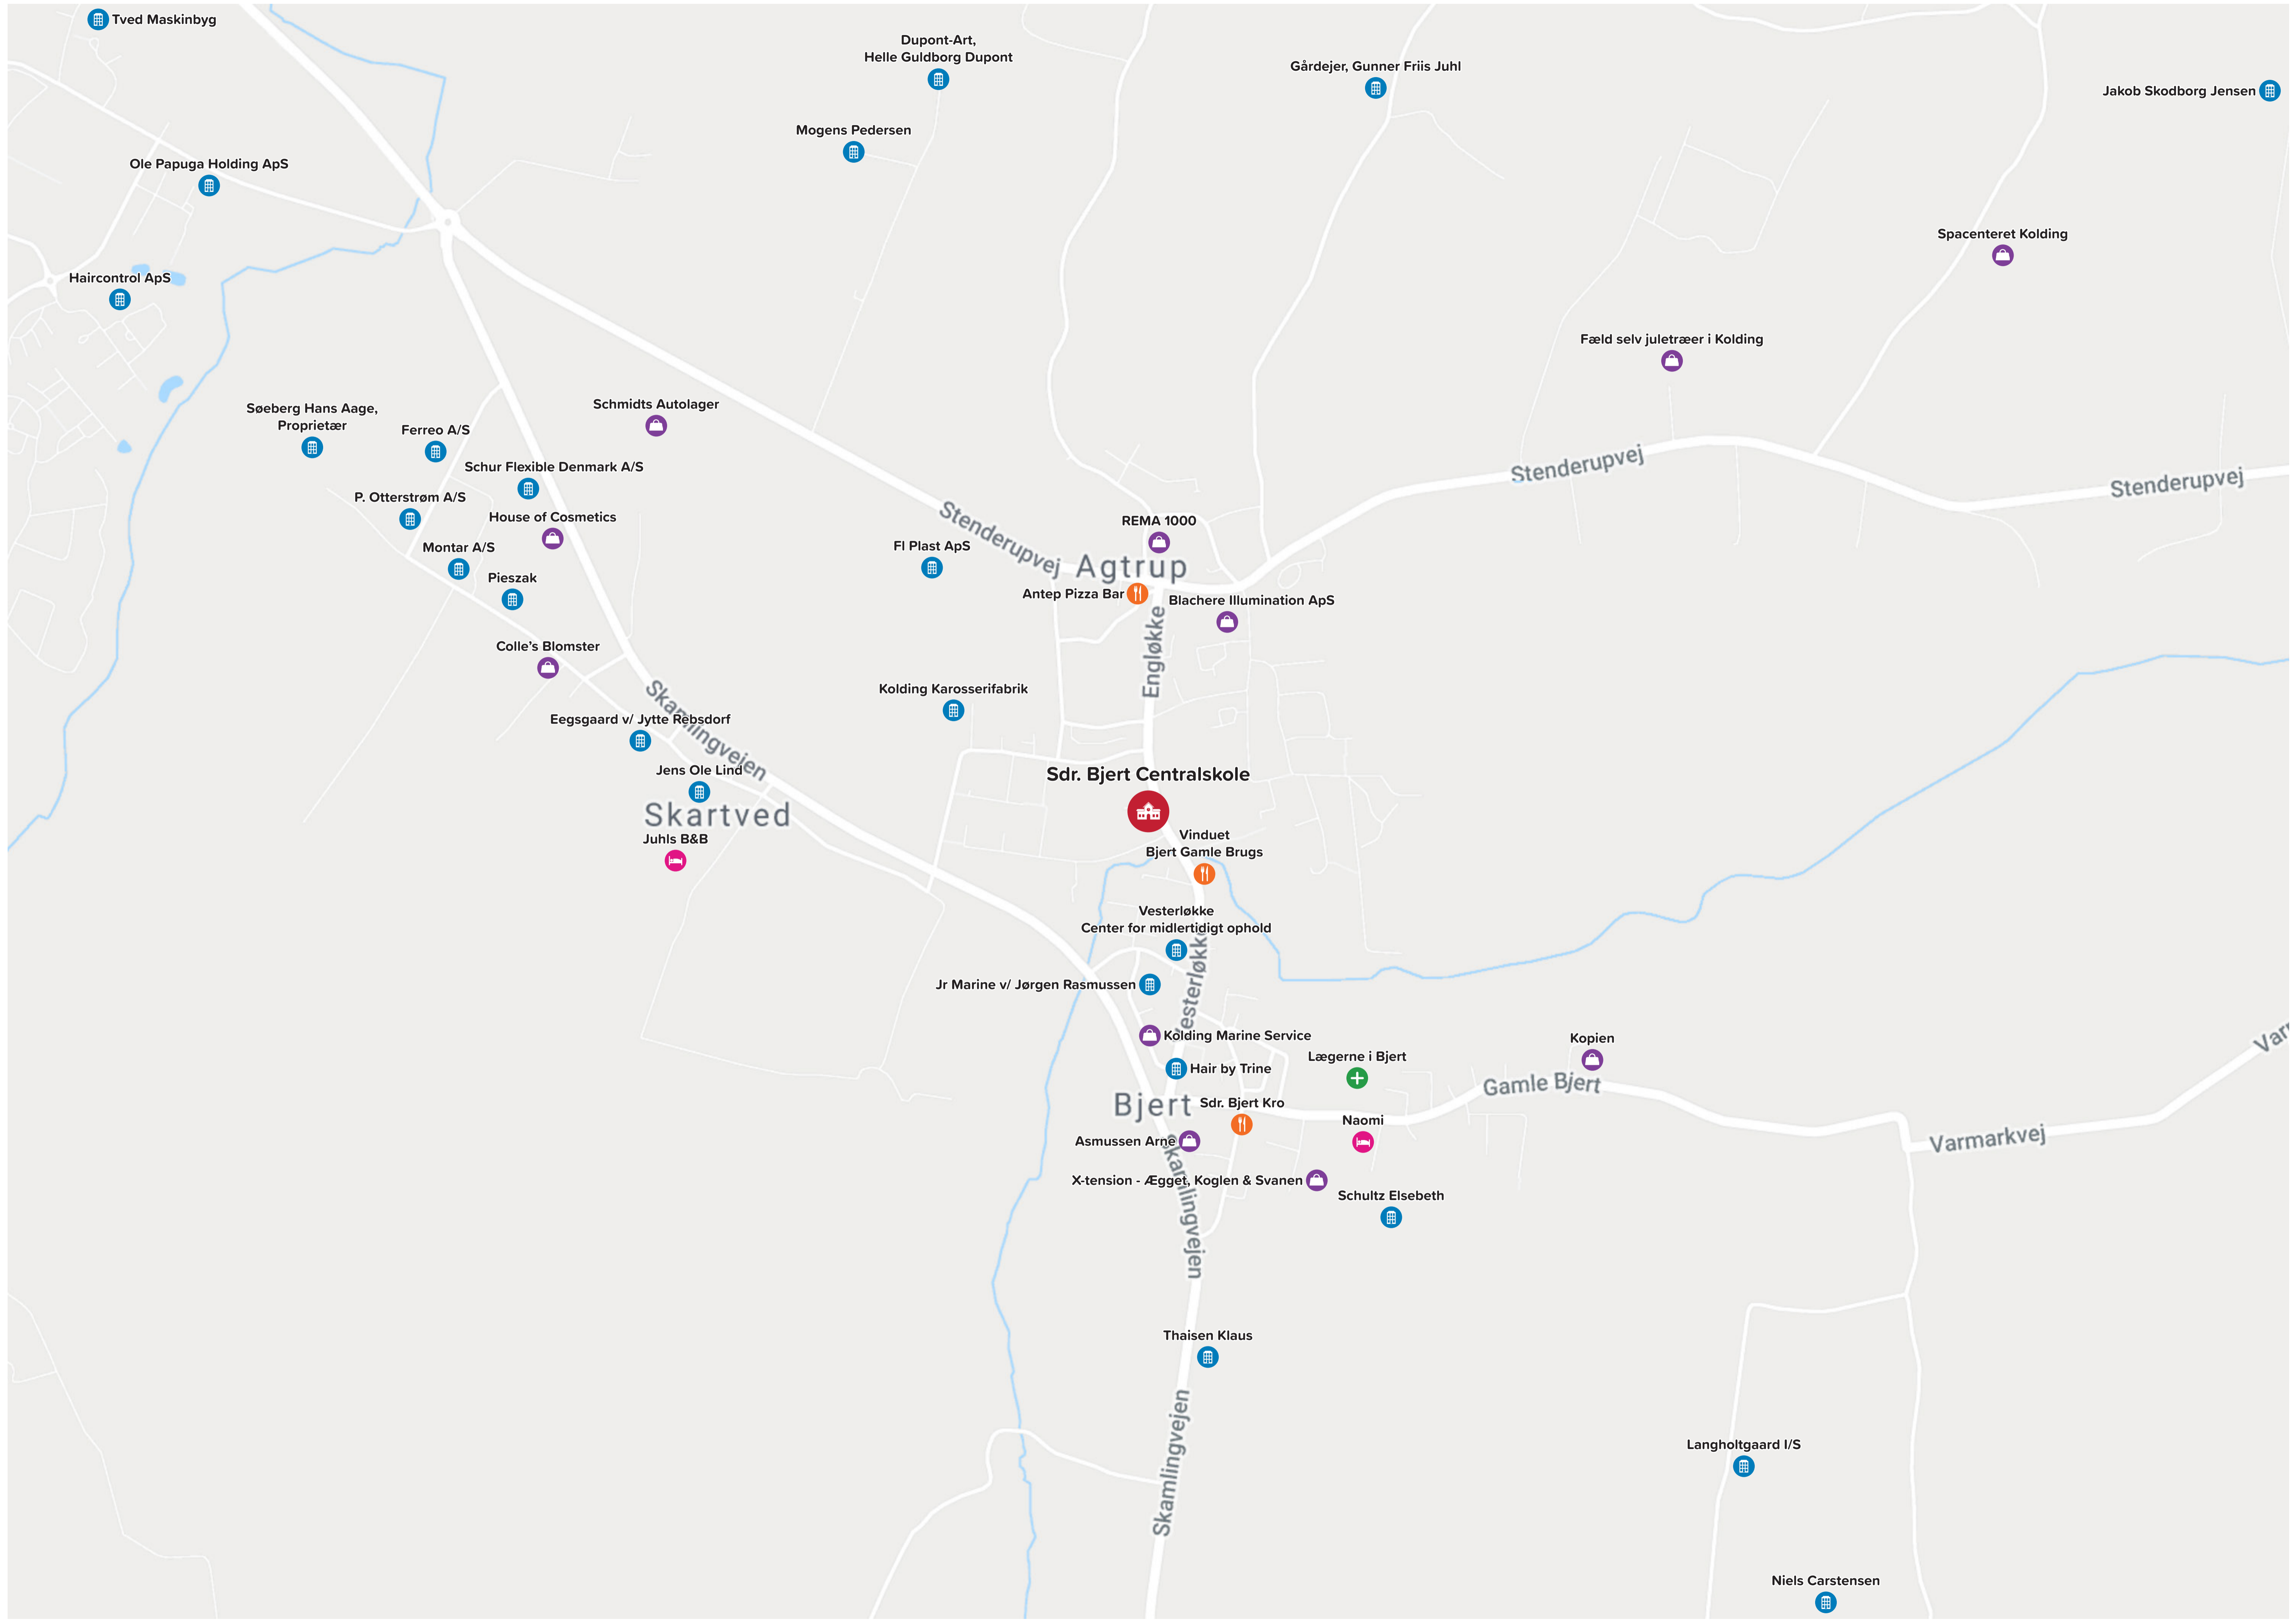 Tved Maskinbyg
Dupont-Art,
Helle Guldborg Dupont
Gårdejer, Gunner Friis Juhl
Jakob Skodborg Jensen
Mogens Pedersen
Ole Papuga Holding ApS
Spacenteret Kolding
Haircontrol ApS
Fæld selv juletræer i Kolding
Schmidts Autolager
Søeberg Hans Aage,
Proprietær
Ferreo A/S
Schur Flexible Denmark A/S
Stenderupvej
Stenderupvej
P. Otterstrøm A/S
House of Cosmetics
REMA 1000
Stenderupvej
Montar A/S
Fl Plast ApS
Agtrup
Pieszak
Antep Pizza Bar
Blachere Illumination ApS
Colle's Blomster
Engløkke
Kolding Karosserifabrik
Eegsgaard v/ Jytte Rebsdorf
Skamlingvejen
Jens Ole Lind
Sdr. Bjert Centralskole
Skartved
Juhls B&B
Vinduet
Bjert Gamle Brugs
Vesterløkke
Center for midlertidigt ophold
Vesterløkke
Jr Marine v/ Jørgen Rasmussen
Kolding Marine Service
Kopien
Lægerne i Bjert
Hair by Trine
Gamle Bjert
Bjert
Sdr. Bjert Kro
Naomi
Asmussen Arne
Varmarkvej
X-tension - Ægget, Koglen & Svanen
Schultz Elsebeth
Skamlingvejen
Thaisen Klaus
Skamlingvejen
Langholtgaard I/S
Niels Carstensen